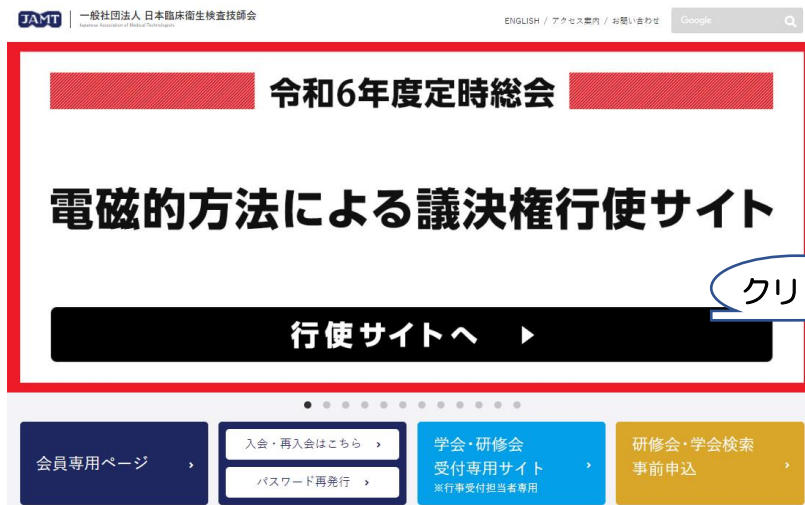 JAMT 一般社団法人 日本臨床衛生検査技師会
Japanese Association of Medical Technologists
ENGLISH / アクセス案内 / お問い合わせ
Google
令和6年度定時総会
電磁的方法による議決権行使サイト
クリ
行使サイトへ
会員専用ページ
入会・再入会はこちら
パスワード再発行
学会・研修会
受付専用サイト
※行事受付担当者専用
研修会・学会検索
事前申込